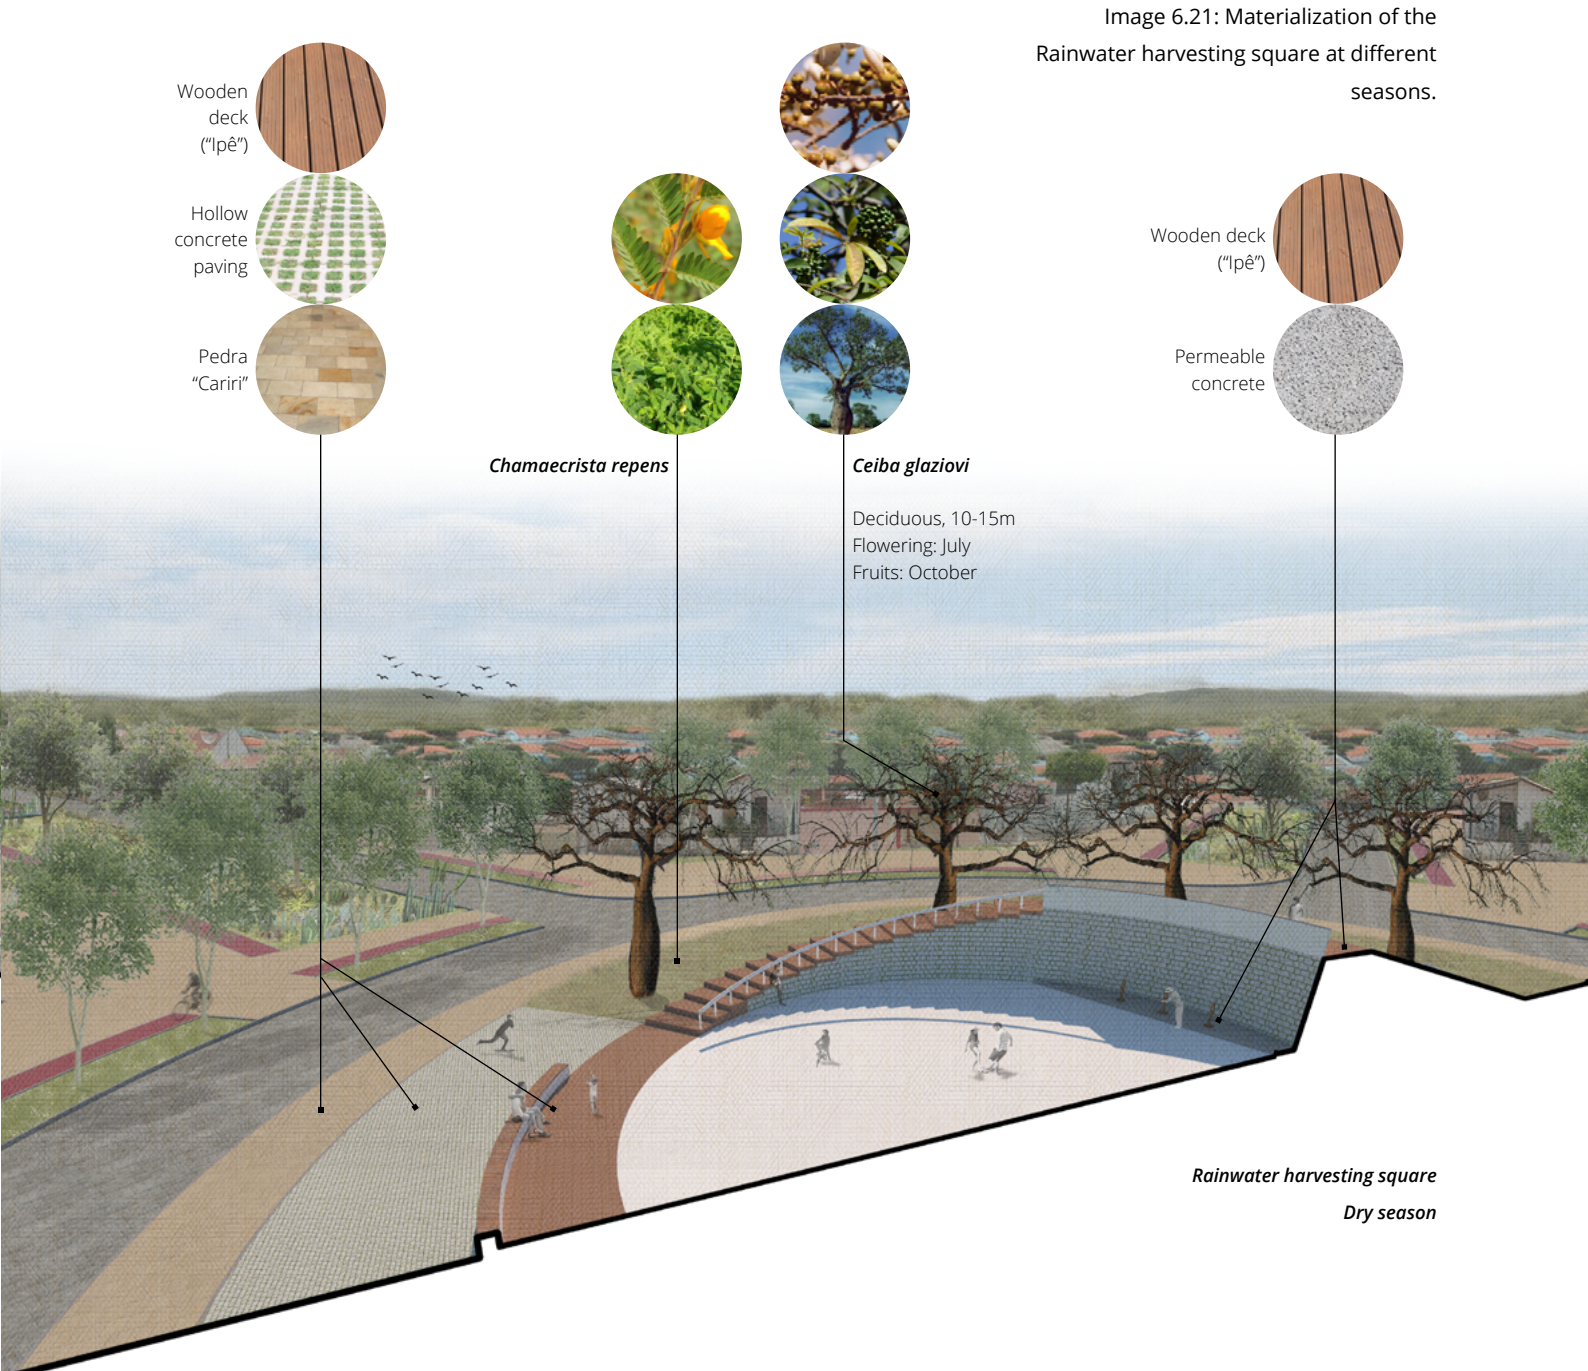 Image 6.21: Materialization of the
Rainwater harvesting square at different
seasons.
Wooden
deck
(“Ipê”)
Hollow
concrete
paving
Pedra
“Cariri”
Chamaecrista repens
Ceiba glaziovi
Deciduous, 10-15m
Flowering: July
Fruits: October
Wooden deck
(“Ipê”)
Permeable
concrete
Rainwater harvesting square
Dry season